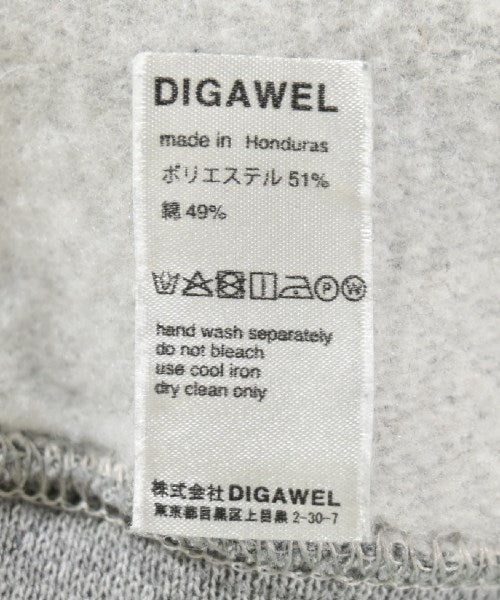 DIGAWEL
made in Honduras
ポリエステル 51%
綿 49%
P W
hand wash separately
do not bleach
use cool iron
dry clean only
株式会社DIGAWEL
東京都目黒区上目黒 2-30-7